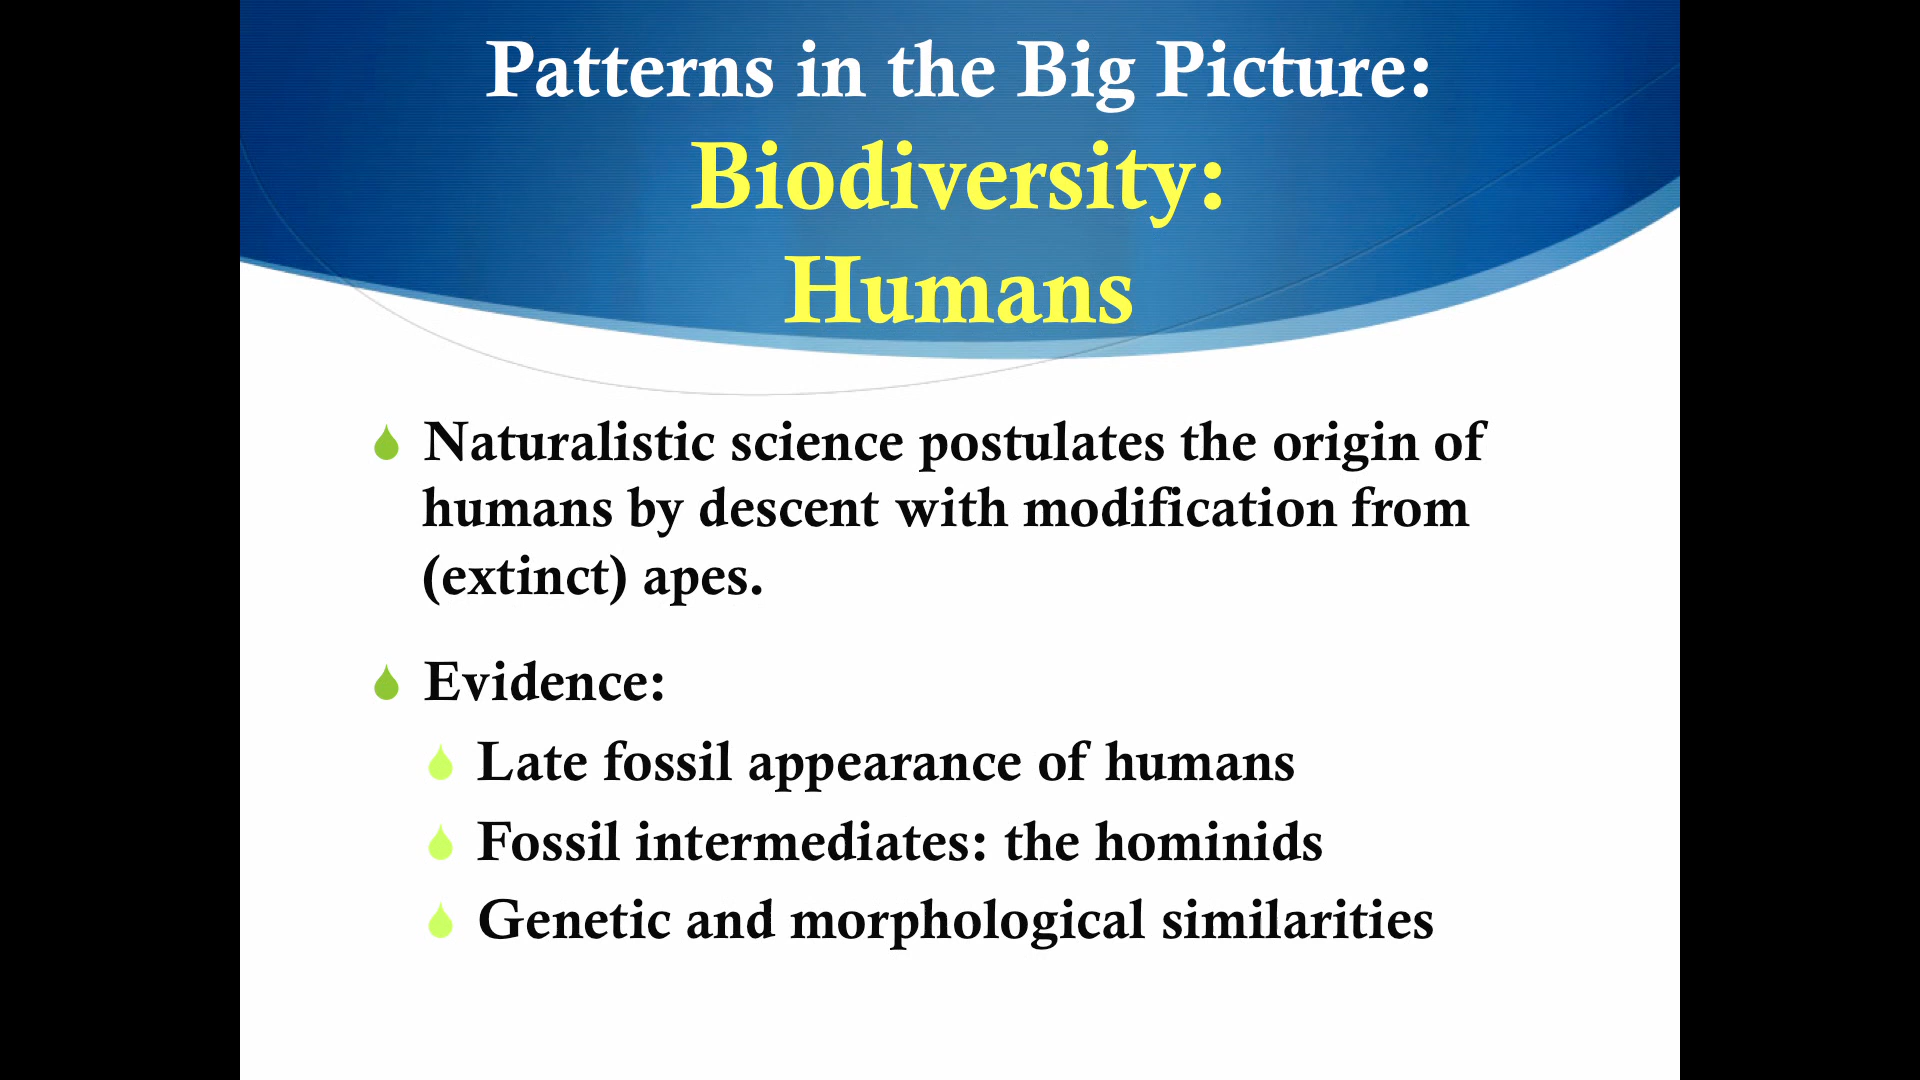 Patterns in the Big Picture:
Biodiversity:
Humans
Naturalistic science postulates the origin of
humans by descent with modification from
(extinct) apes.
Evidence:
Late fossil appearance of humans
Fossil intermediates: the hominids
Genetic and morphological similarities